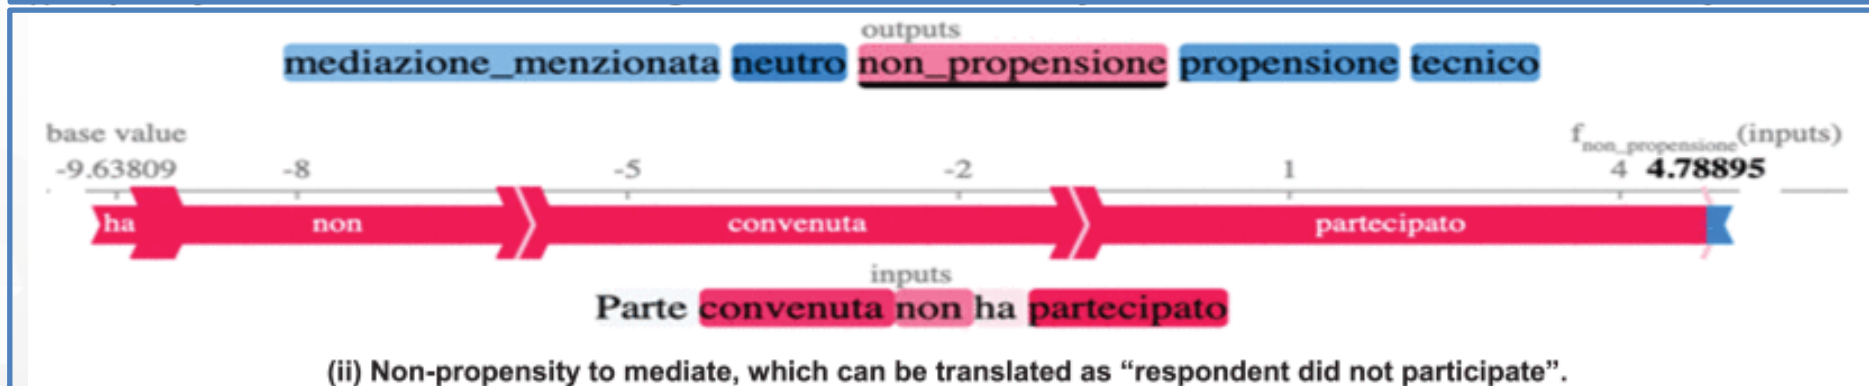 outputs
mediazione_menzionata neutro non_propensione propensione tecnico
base value f_non_propensione(inputs)
-9.63809 -8 -5 -2 1 4 4.78895
ha non convenuta partecipato
inputs
Parte convenuta non ha partecipato
(ii) Non-propensity to mediate, which can be translated as “respondent did not participate”.